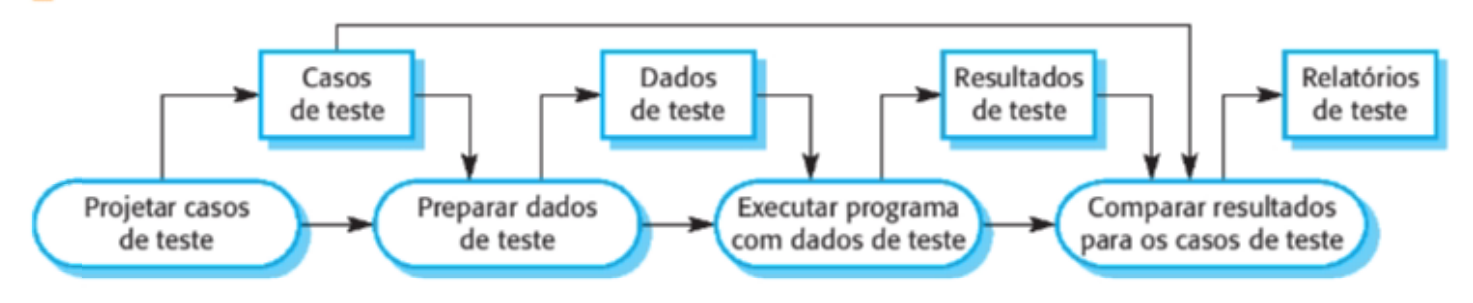 Casos
de teste
Dados
de teste
Resultados
de teste
Relatórios
de teste
Projetar casos
de teste
Preparar dados
de teste
Executar programa
com dados de teste
Comparar resultados
para os casos de teste